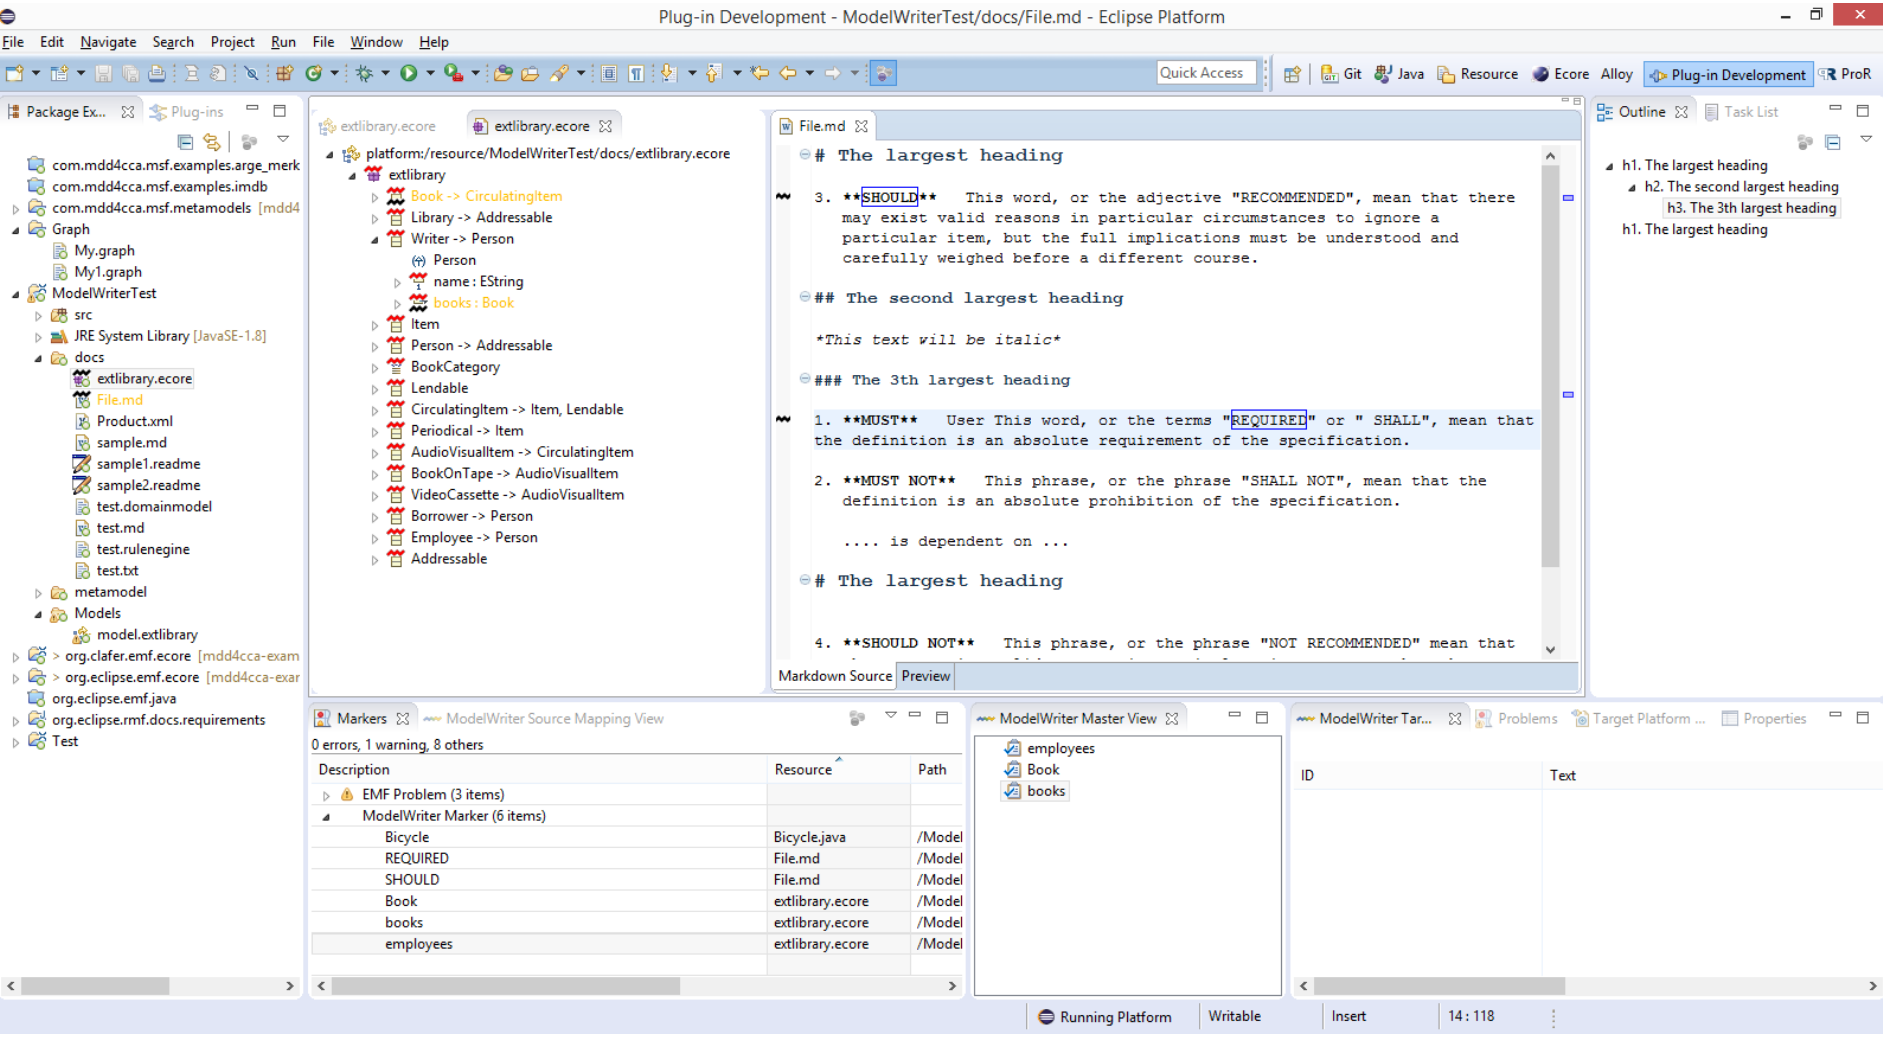 Plug-in Development - ModelWriterTest/docs/File.md - Eclipse Platform
File Edit Navigate Search Project Run File Window Help
Quick Access
Git Java Resource Ecore Alloy Plug-in Development ProR
Package Ex... Plug-ins
com.mdd4cca.msf.examples.arge_merk
com.mdd4cca.msf.examples.imdb
com.mdd4cca.msf.metamodels [mdd4
Graph
My.graph
My1.graph
ModelWriterTest
src
JRE System Library [JavaSE-1.8]
docs
extlibrary.ecore
File.md
Product.xml
sample.md
sample1.readme
sample2.readme
test.domainmodel
test.md
test.rulenegine
test.txt
metamodel
Models
model.extlibrary
> org.clafer.emf.ecore [mdd4cca-exam
> org.eclipse.emf.ecore [mdd4cca-exar
org.eclipse.emf.java
org.eclipse.rmf.docs.requirements
Test
extlibrary.ecore extlibrary.ecore
platform:/resource/ModelWriterTest/docs/extlibrary.ecore
extlibrary
Book -> CirculatingItem
Library -> Addressable
Writer -> Person
Person
name : EString
books : Book
Item
Person -> Addressable
BookCategory
Lendable
CirculatingItem -> Item, Lendable
Periodical -> Item
AudioVisualItem -> CirculatingItem
BookOnTape -> AudioVisualItem
VideoCassette -> AudioVisualItem
Borrower -> Person
Employee -> Person
Addressable
File.md
# The largest heading
3. **SHOULD** This word, or the adjective "RECOMMENDED", mean that there
may exist valid reasons in particular circumstances to ignore a
particular item, but the full implications must be understood and
carefully weighed before a different course.
## The second largest heading
*This text will be italic*
### The 3th largest heading
1. **MUST** User This word, or the terms "REQUIRED" or " SHALL", mean that
the definition is an absolute requirement of the specification.
2. **MUST NOT** This phrase, or the phrase "SHALL NOT", mean that the
definition is an absolute prohibition of the specification.
.... is dependent on ...
# The largest heading
4. **SHOULD NOT** This phrase, or the phrase "NOT RECOMMENDED" mean that
Markdown Source Preview
Outline Task List
h1. The largest heading
h2. The second largest heading
h3. The 3th largest heading
h1. The largest heading
Markers ModelWriter Source Mapping View
0 errors, 1 warning, 8 others
Description Resource Path
EMF Problem (3 items)
ModelWriter Marker (6 items)
Bicycle Bicycle.java /Model
REQUIRED File.md /Model
SHOULD File.md /Model
Book extlibrary.ecore /Model
books extlibrary.ecore /Model
employees extlibrary.ecore /Model
ModelWriter Master View
employees
Book
books
ModelWriter Tar... Problems Target Platform ... Properties
ID Text
Running Platform Writable Insert 14 : 118